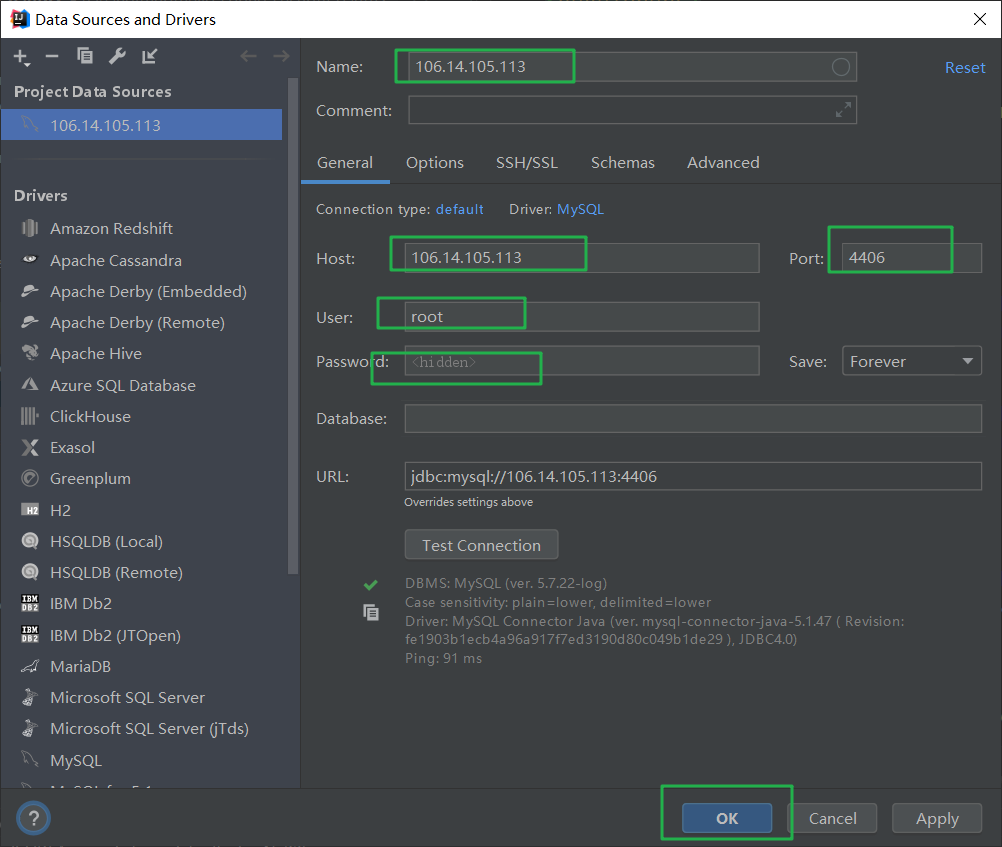 Data Sources and Drivers
Project Data Sources
106.14.105.113
Drivers
Amazon Redshift
Apache Cassandra
Apache Derby (Embedded)
Apache Derby (Remote)
Apache Hive
Azure SQL Database
ClickHouse
Exasol
Greenplum
H2
HSQLDB (Local)
HSQLDB (Remote)
IBM Db2
IBM Db2 (JTOpen)
MariaDB
Microsoft SQL Server
Microsoft SQL Server (jTds)
MySQL
Name: 106.14.105.113
Reset
Comment:
General Options SSH/SSL Schemas Advanced
Connection type: default Driver: MySQL
Host: 106.14.105.113 Port: 4406
User: root
Password: <hidden> Save: Forever
Database:
URL: jdbc:mysql://106.14.105.113:4406
Overrides settings above
Test Connection
DBMS: MySQL (ver. 5.7.22-log)
Case sensitivity: plain=lower, delimited=lower
Driver: MySQL Connector Java (ver. mysql-connector-java-5.1.47 ( Revision:
fe1903b1ecb4a96a917f7ed3190d80c049b1de29 ), JDBC4.0)
Ping: 91 ms
? OK Cancel Apply